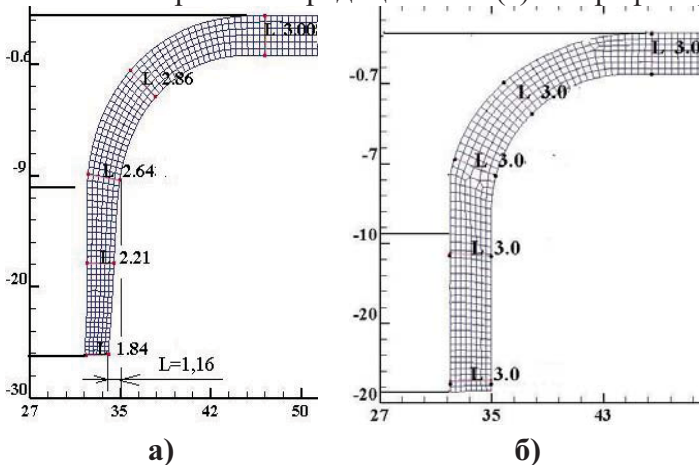 L 3.00
-0.6
L 2.86
-9
L 2.64
L 2.21
-20
L 1.84
L=1,16
-30
27 35 42 50
а)
L 3.0
-0.7
L 3.0
-7
L 3.0
-10
L 3.0
-20
L 3.0
-20
27 35 43
б)